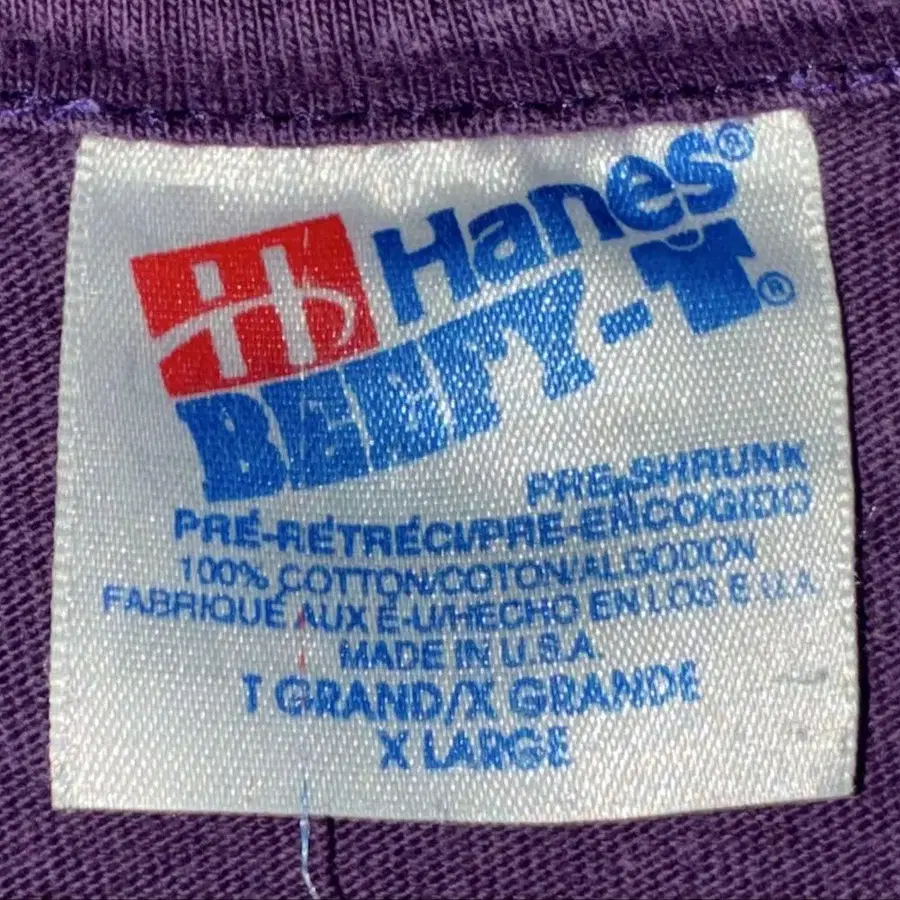 Hanes®
BEEFY-T®
PRE-SHRUNK
PRÉ-RÉTRÉCI/PRE-ENCOGIDO
100% COTTON/COTON/ALGODON
FABRIQUÉ AUX É-U/HECHO EN LOS E.U.A.
MADE IN U.S.A.
T GRAND/X GRANDE
X LARGE